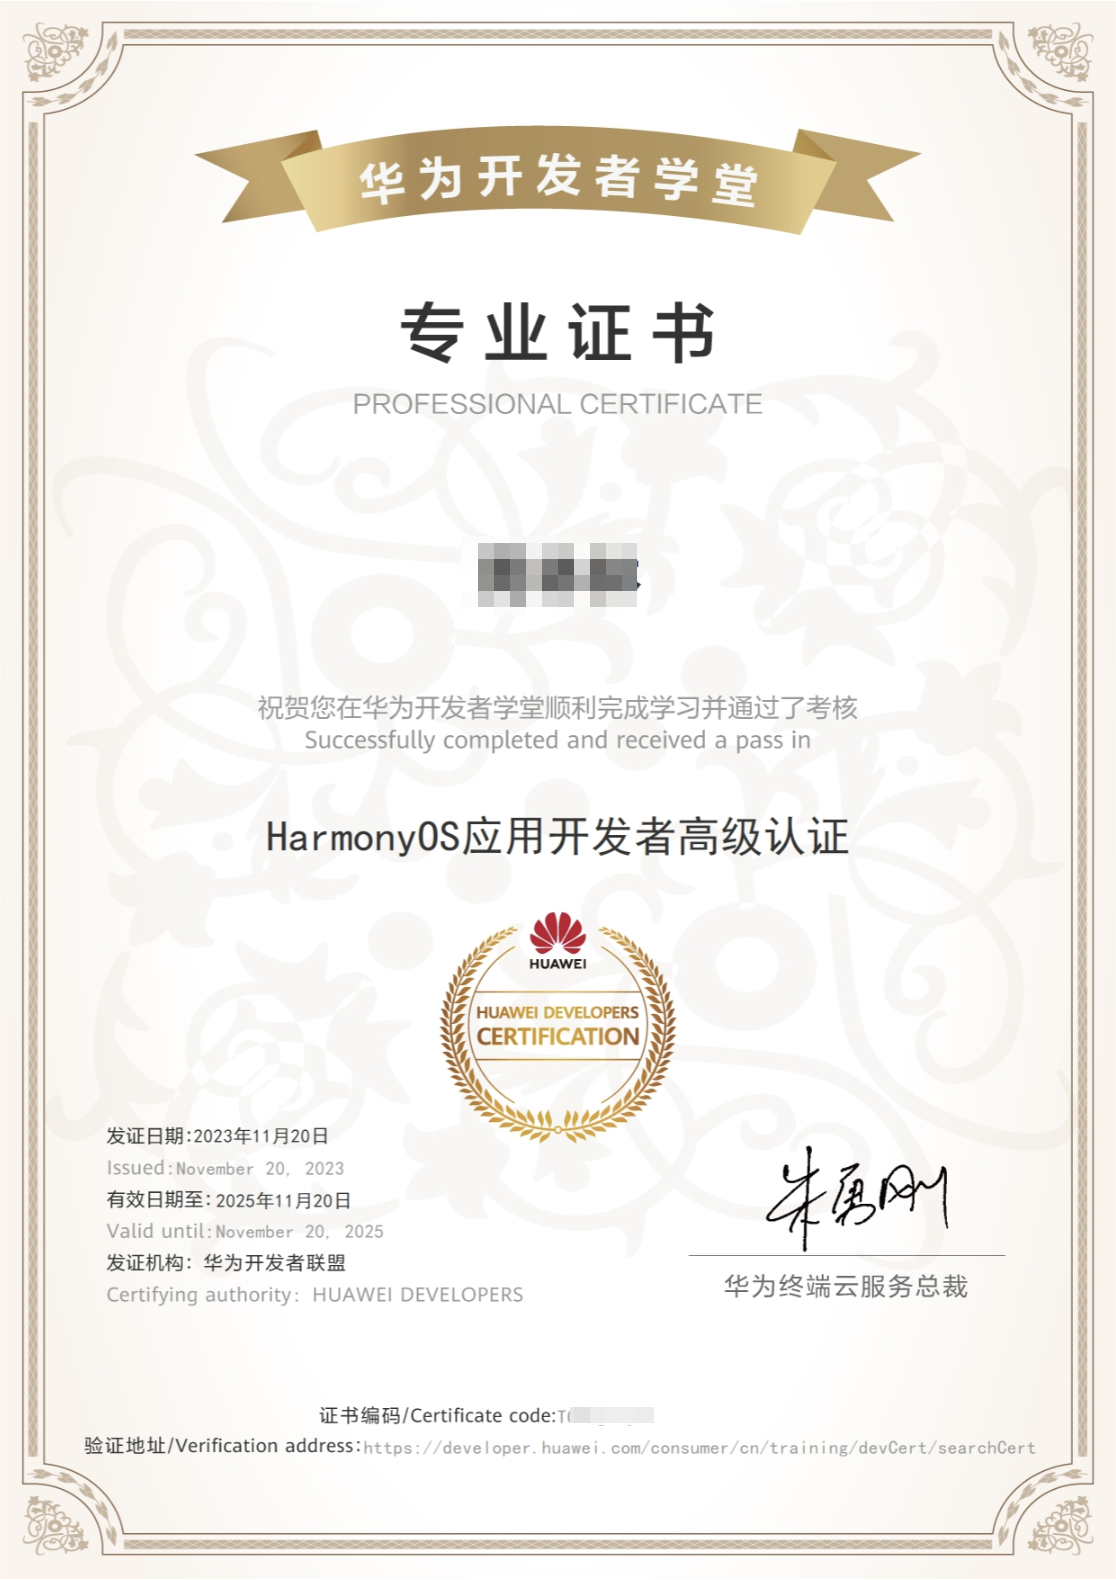 华为开发者学堂
专业证书
PROFESSIONAL CERTIFICATE
祝贺您在华为开发者学堂顺利完成学习并通过了考核
Successfully completed and received a pass in
HarmonyOS应用开发者高级认证
HUAWEI
HUAWEI DEVELOPERS
CERTIFICATION
发证日期:2023年11月20日
Issued:November 20, 2023
有效日期至:2025年11月20日
Valid until:November 20, 2025
发证机构: 华为开发者联盟
Certifying authority: HUAWEI DEVELOPERS
朱勇刚
华为终端云服务总裁
证书编码/Certificate code:
验证地址/Verification address:https://developer.huawei.com/consumer/cn/training/devCert/searchCert